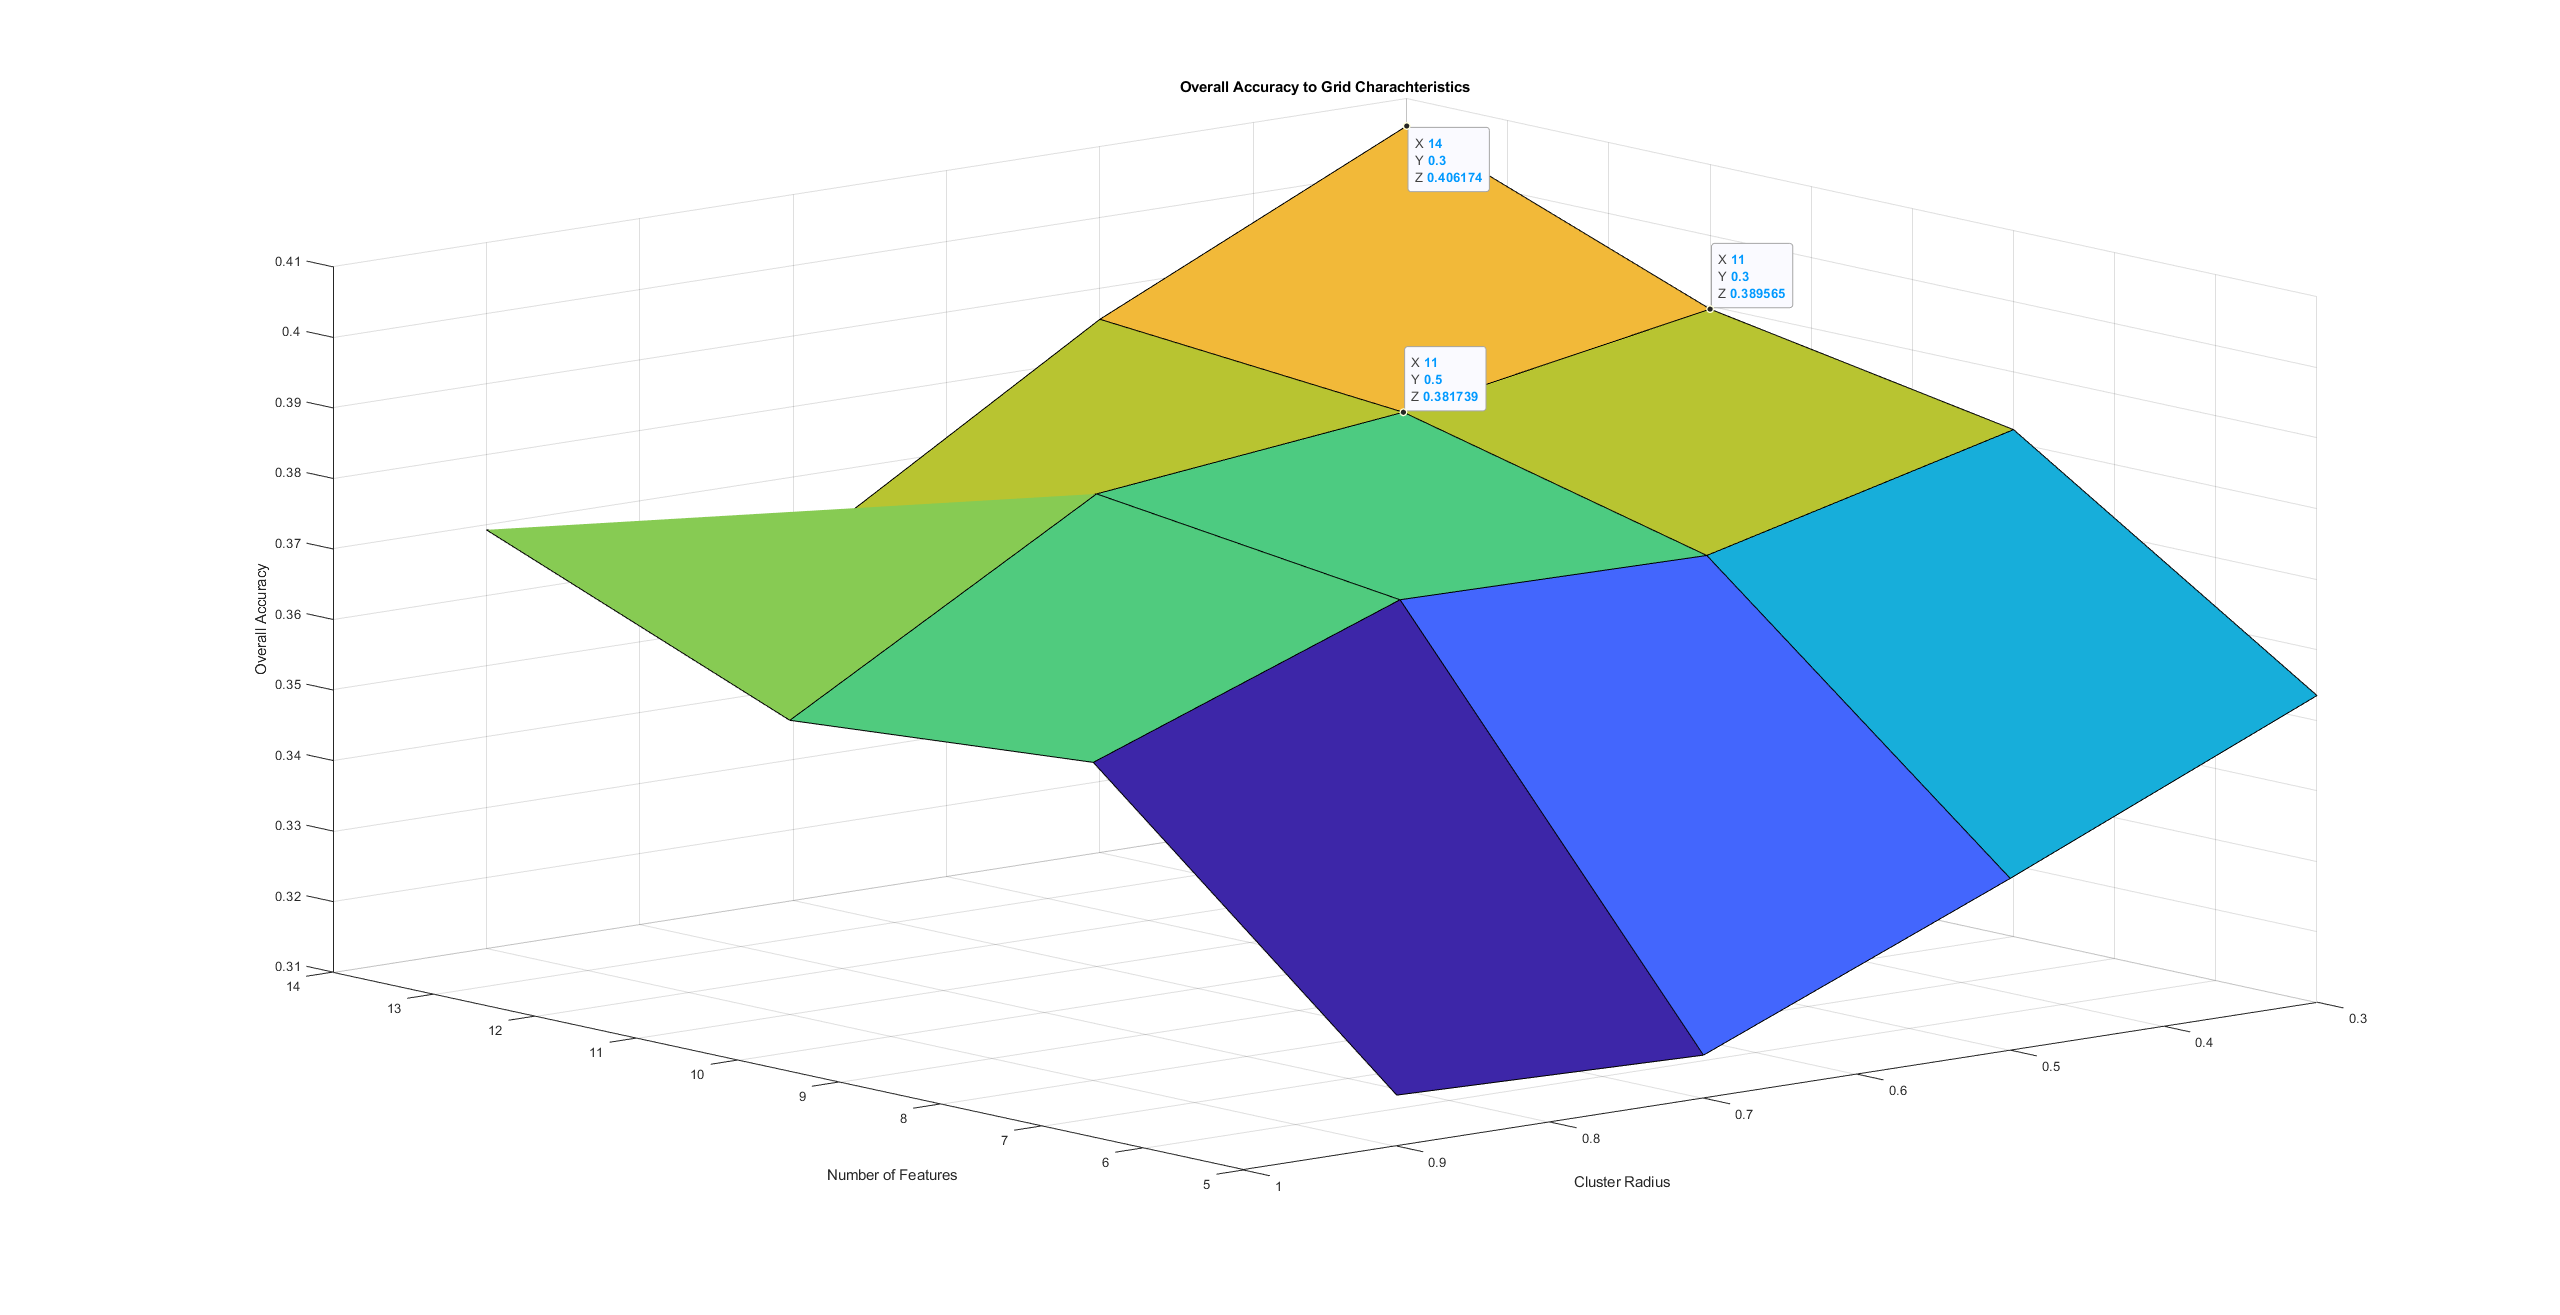 Overall Accuracy to Grid Charachteristics
X 14
Y 0.3
Z 0.406174
X 11
Y 0.3
Z 0.389565
X 11
Y 0.5
Z 0.381739
Overall Accuracy
0.41
0.4
0.39
0.38
0.37
0.36
0.35
0.34
0.33
0.32
0.31
14
13
12
11
10
9
8
7
6
5
Number of Features
1
0.9
0.8
0.7
0.6
0.5
0.4
0.3
Cluster Radius